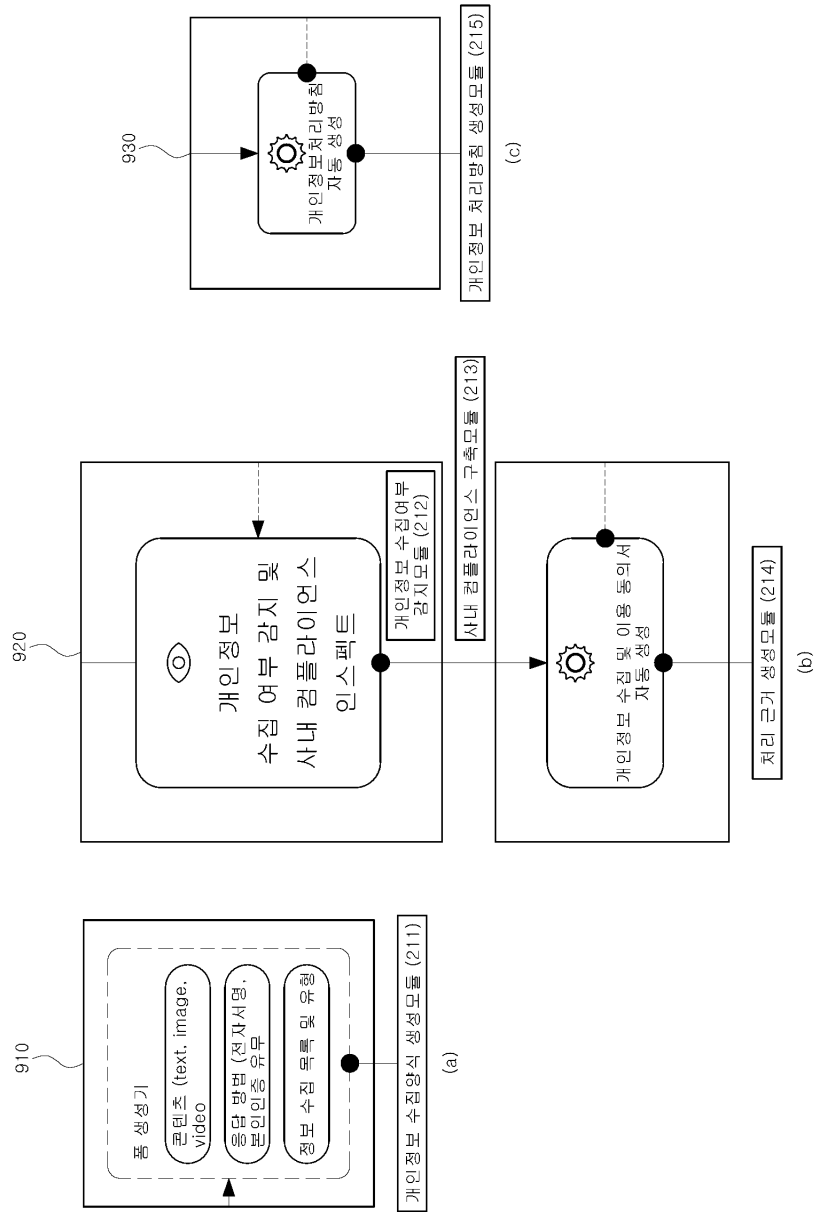 910
폼 생성기
콘텐츠 (text. image.
video
응답 방법 (전자서명,
본인인증 유무
정보 수집 목록 및 유형
개인정보 수집양식 생성모듈 (211)
(a)
920
개인정보
수집 여부 감지 및
사내 컴플라이언스
인스펙트
개인정보 수집여부
감지모듈 (212)
사내 컴플라이언스 구축모듈 (213)
개인정보 수집 및 이용 동의서
자동 생성
처리 근거 생성모듈 (214)
(b)
930
개인정보처리방침
자동 생성
개인정보 처리방침 생성모듈 (215)
(c)